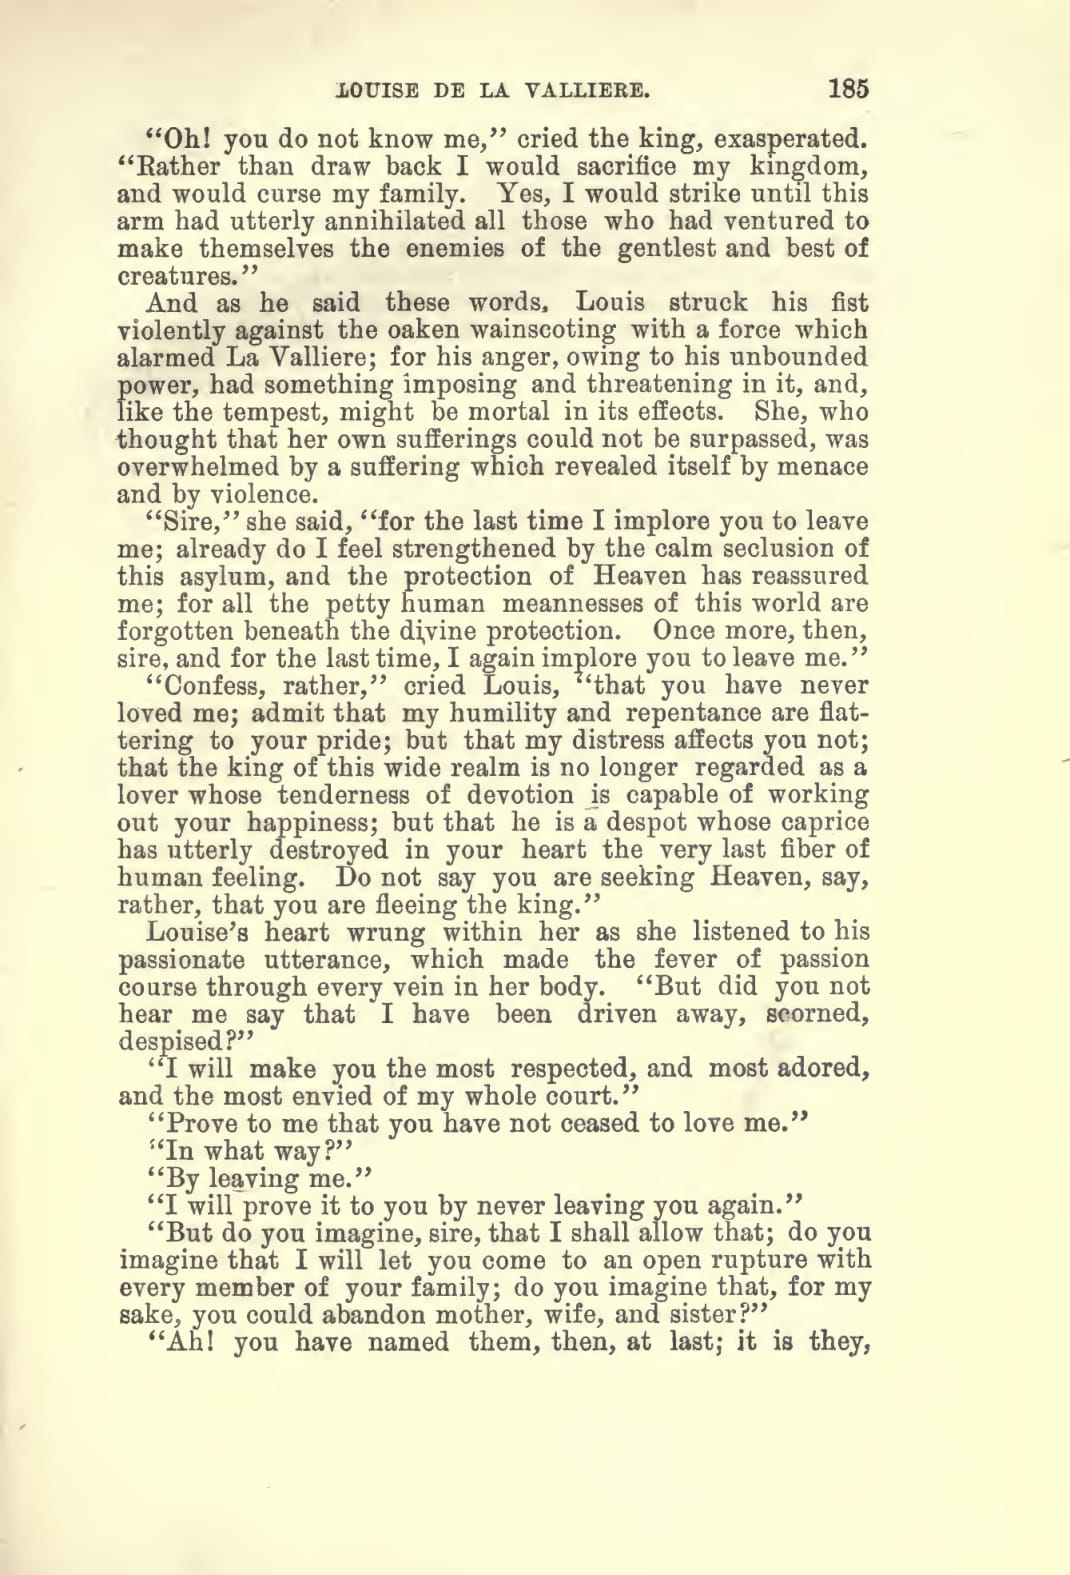 LOUISE DE LA VALLIERE. 185
“Oh! you do not know me,” cried the king, exasperated.
“Rather than draw back I would sacrifice my kingdom,
and would curse my family. Yes, I would strike until this
arm had utterly annihilated all those who had ventured to
make themselves the enemies of the gentlest and best of
creatures.”
And as he said these words, Louis struck his fist
violently against the oaken wainscoting with a force which
alarmed La Valliere; for his anger, owing to his unbounded
power, had something imposing and threatening in it, and,
like the tempest, might be mortal in its effects. She, who
thought that her own sufferings could not be surpassed, was
overwhelmed by a suffering which revealed itself by menace
and by violence.
“Sire,” she said, “for the last time I implore you to leave
me; already do I feel strengthened by the calm seclusion of
this asylum, and the protection of Heaven has reassured
me; for all the petty human meannesses of this world are
forgotten beneath the divine protection. Once more, then,
sire, and for the last time, I again implore you to leave me.”
“Confess, rather,” cried Louis, “that you have never
loved me; admit that my humility and repentance are flat-
tering to your pride; but that my distress affects you not;
that the king of this wide realm is no longer regarded as a
lover whose tenderness of devotion is capable of working
out your happiness; but that he is a despot whose caprice
has utterly destroyed in your heart the very last fiber of
human feeling. Do not say you are seeking Heaven, say,
rather, that you are fleeing the king.”
Louise’s heart wrung within her as she listened to his
passionate utterance, which made the fever of passion
course through every vein in her body. “But did you not
hear me say that I have been driven away, scorned,
despised?”
“I will make you the most respected, and most adored,
and the most envied of my whole court.”
“Prove to me that you have not ceased to love me.”
“In what way?”
“By leaving me.”
“I will prove it to you by never leaving you again.”
“But do you imagine, sire, that I shall allow that; do you
imagine that I will let you come to an open rupture with
every member of your family; do you imagine that, for my
sake, you could abandon mother, wife, and sister?”
“Ah! you have named them, then, at last; it is they,